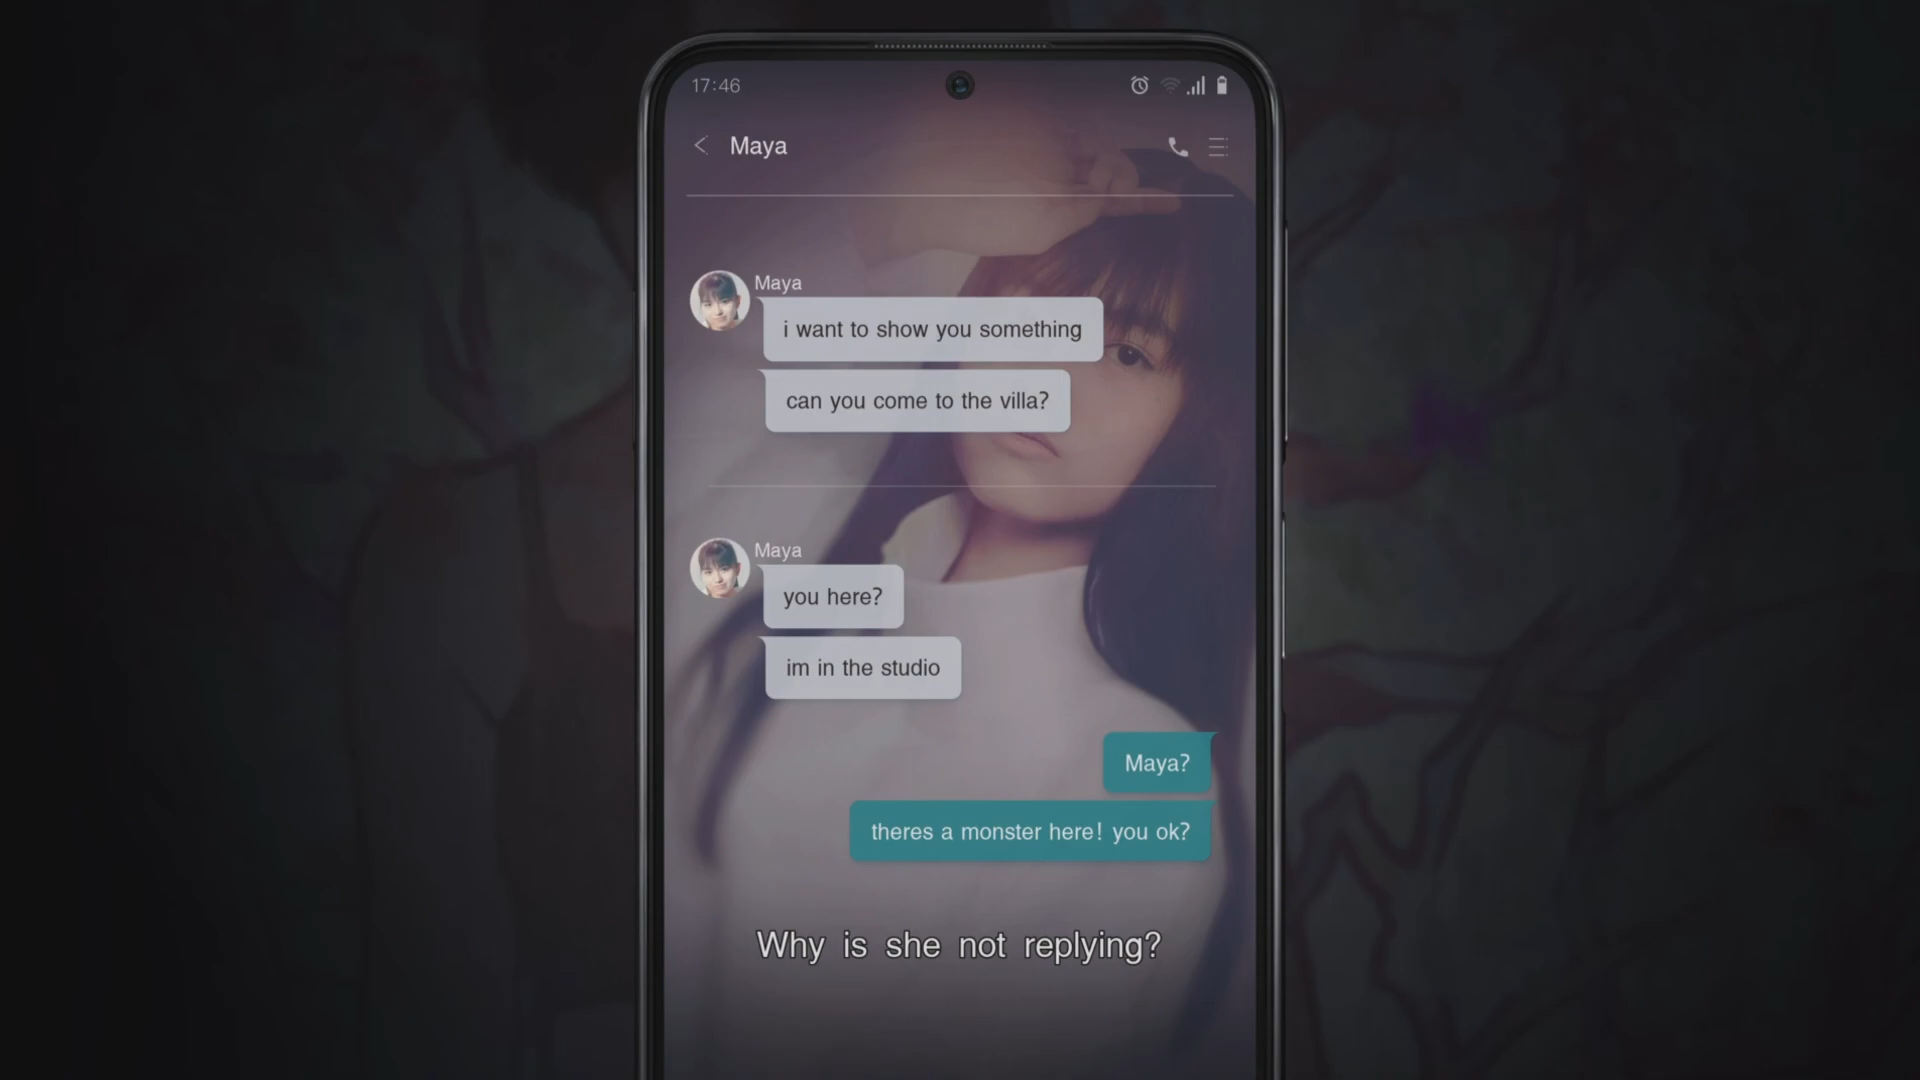 17:46
Maya
Maya
i want to show you something
can you come to the villa?
Maya
you here?
im in the studio
Maya?
theres a monster here! you ok?
Why is she not replying?